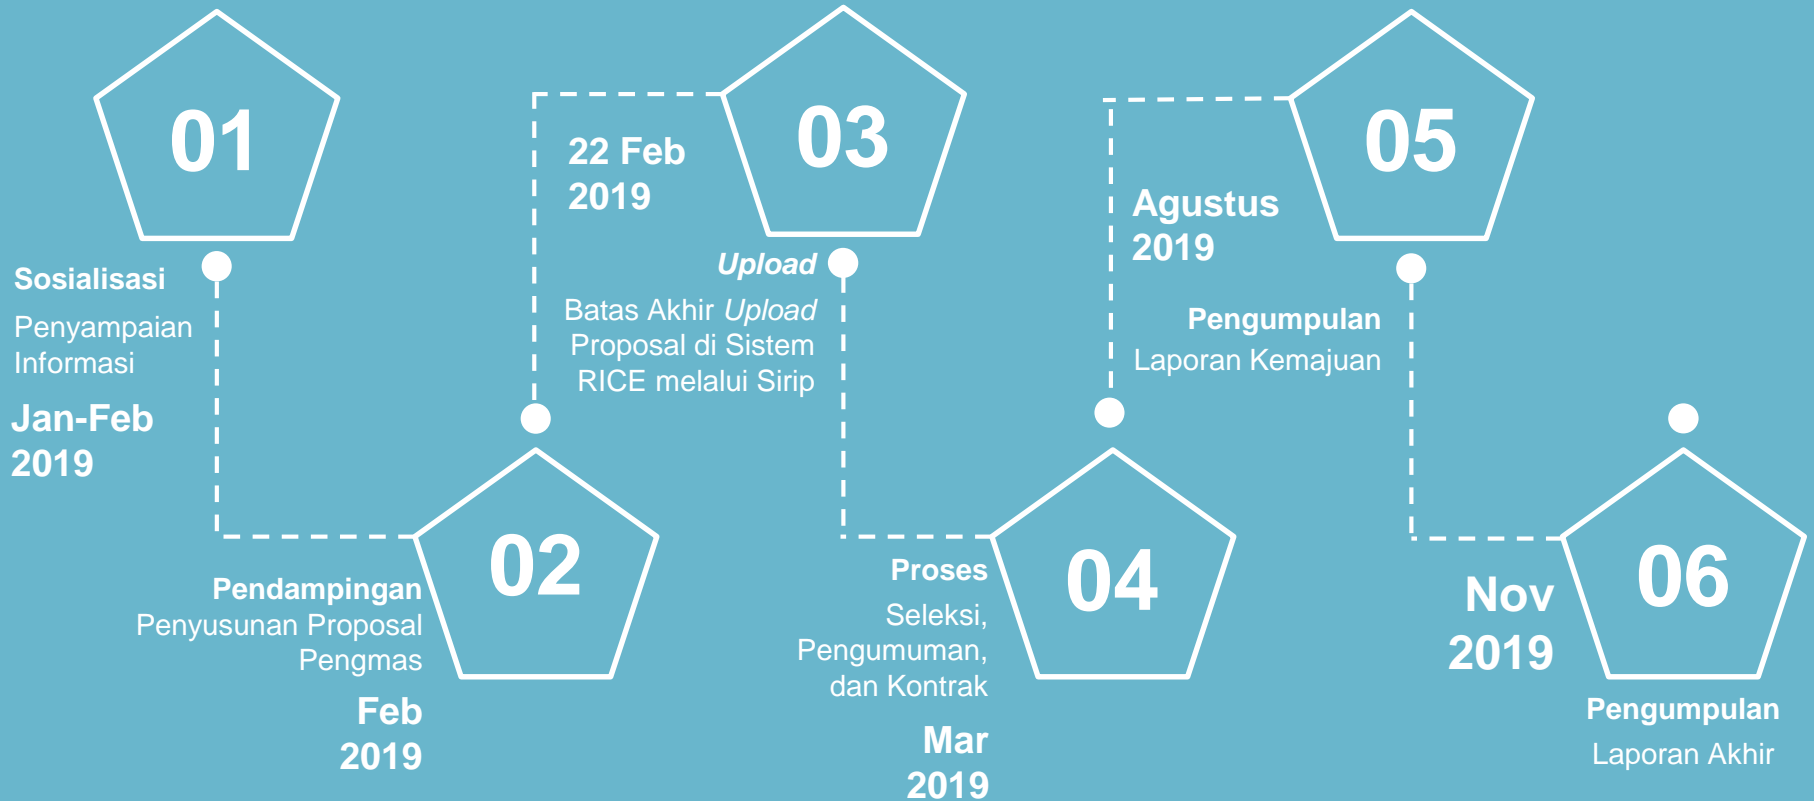 01
Sosialisasi
Penyampaian
Informasi
Jan-Feb
2019
02
Pendampingan
Penyusunan Proposal
Pengmas
Feb
2019
03
22 Feb
2019
Upload
Batas Akhir Upload
Proposal di Sistem
RICE melalui Sirip
04
Proses
Seleksi,
Pengumuman,
dan Kontrak
Mar
2019
05
Agustus
2019
Pengumpulan
Laporan Kemajuan
06
Nov
2019
Pengumpulan
Laporan Akhir